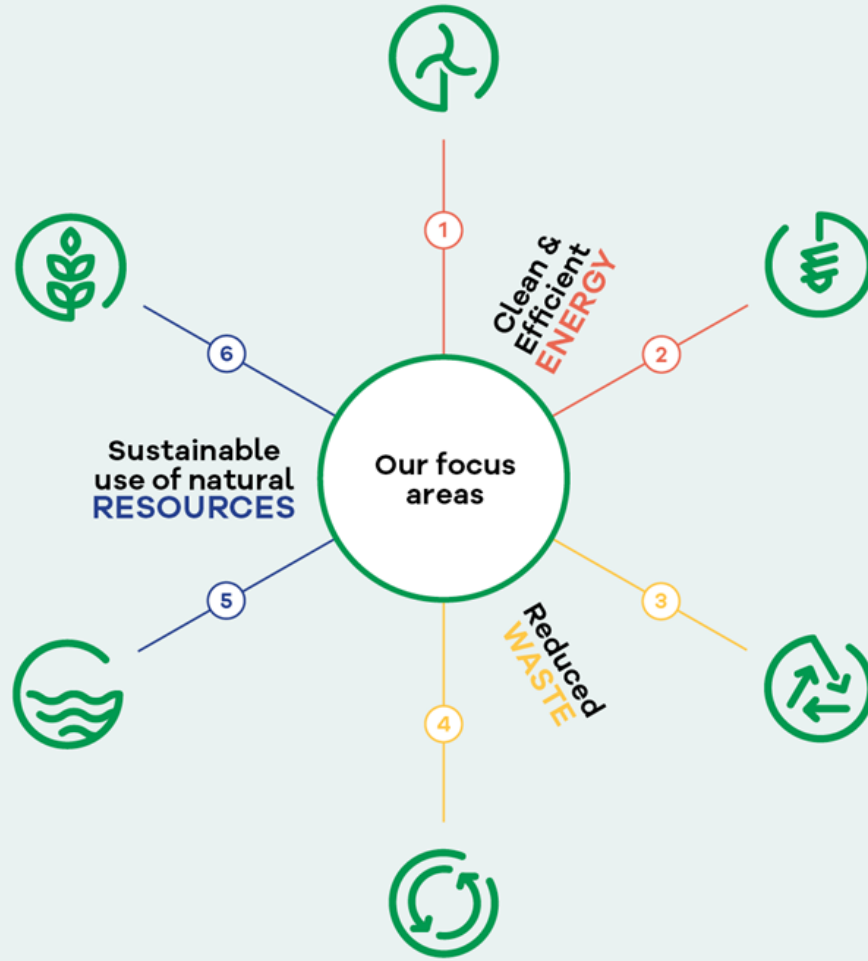 1
Clean &
Efficient
ENERGY
2
6
Sustainable
use of natural
RESOURCES
Our focus
areas
5
3
Reduced
WASTE
4